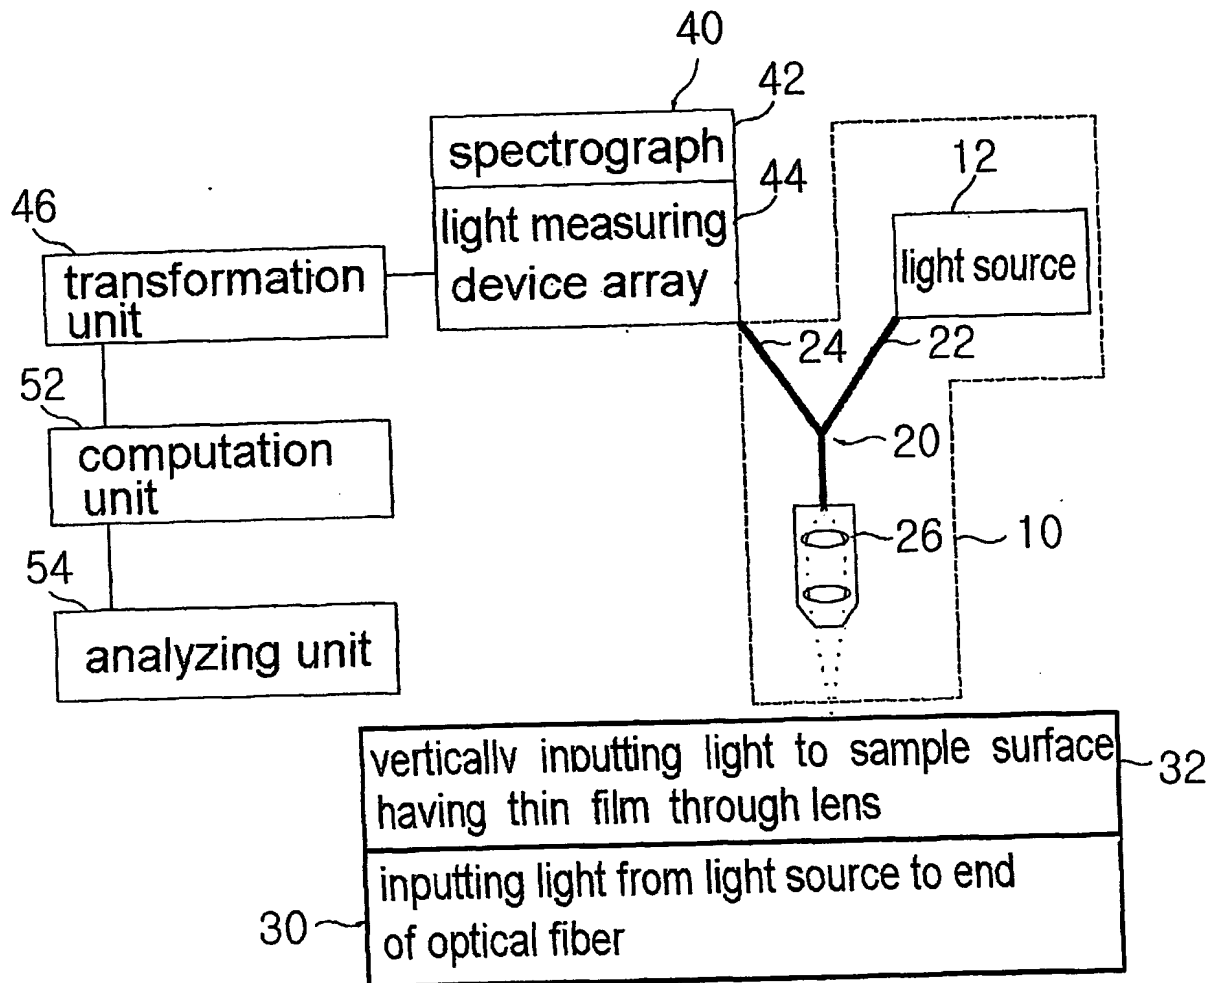 40
42
spectrograph
44
light measuring
device array
12
light source
46
transformation
unit
24
22
20
52
computation
unit
26
10
54
analyzing unit
vertically inputting light to sample surface
having thin film through lens
32
inputting light from light source to end
of optical fiber
30